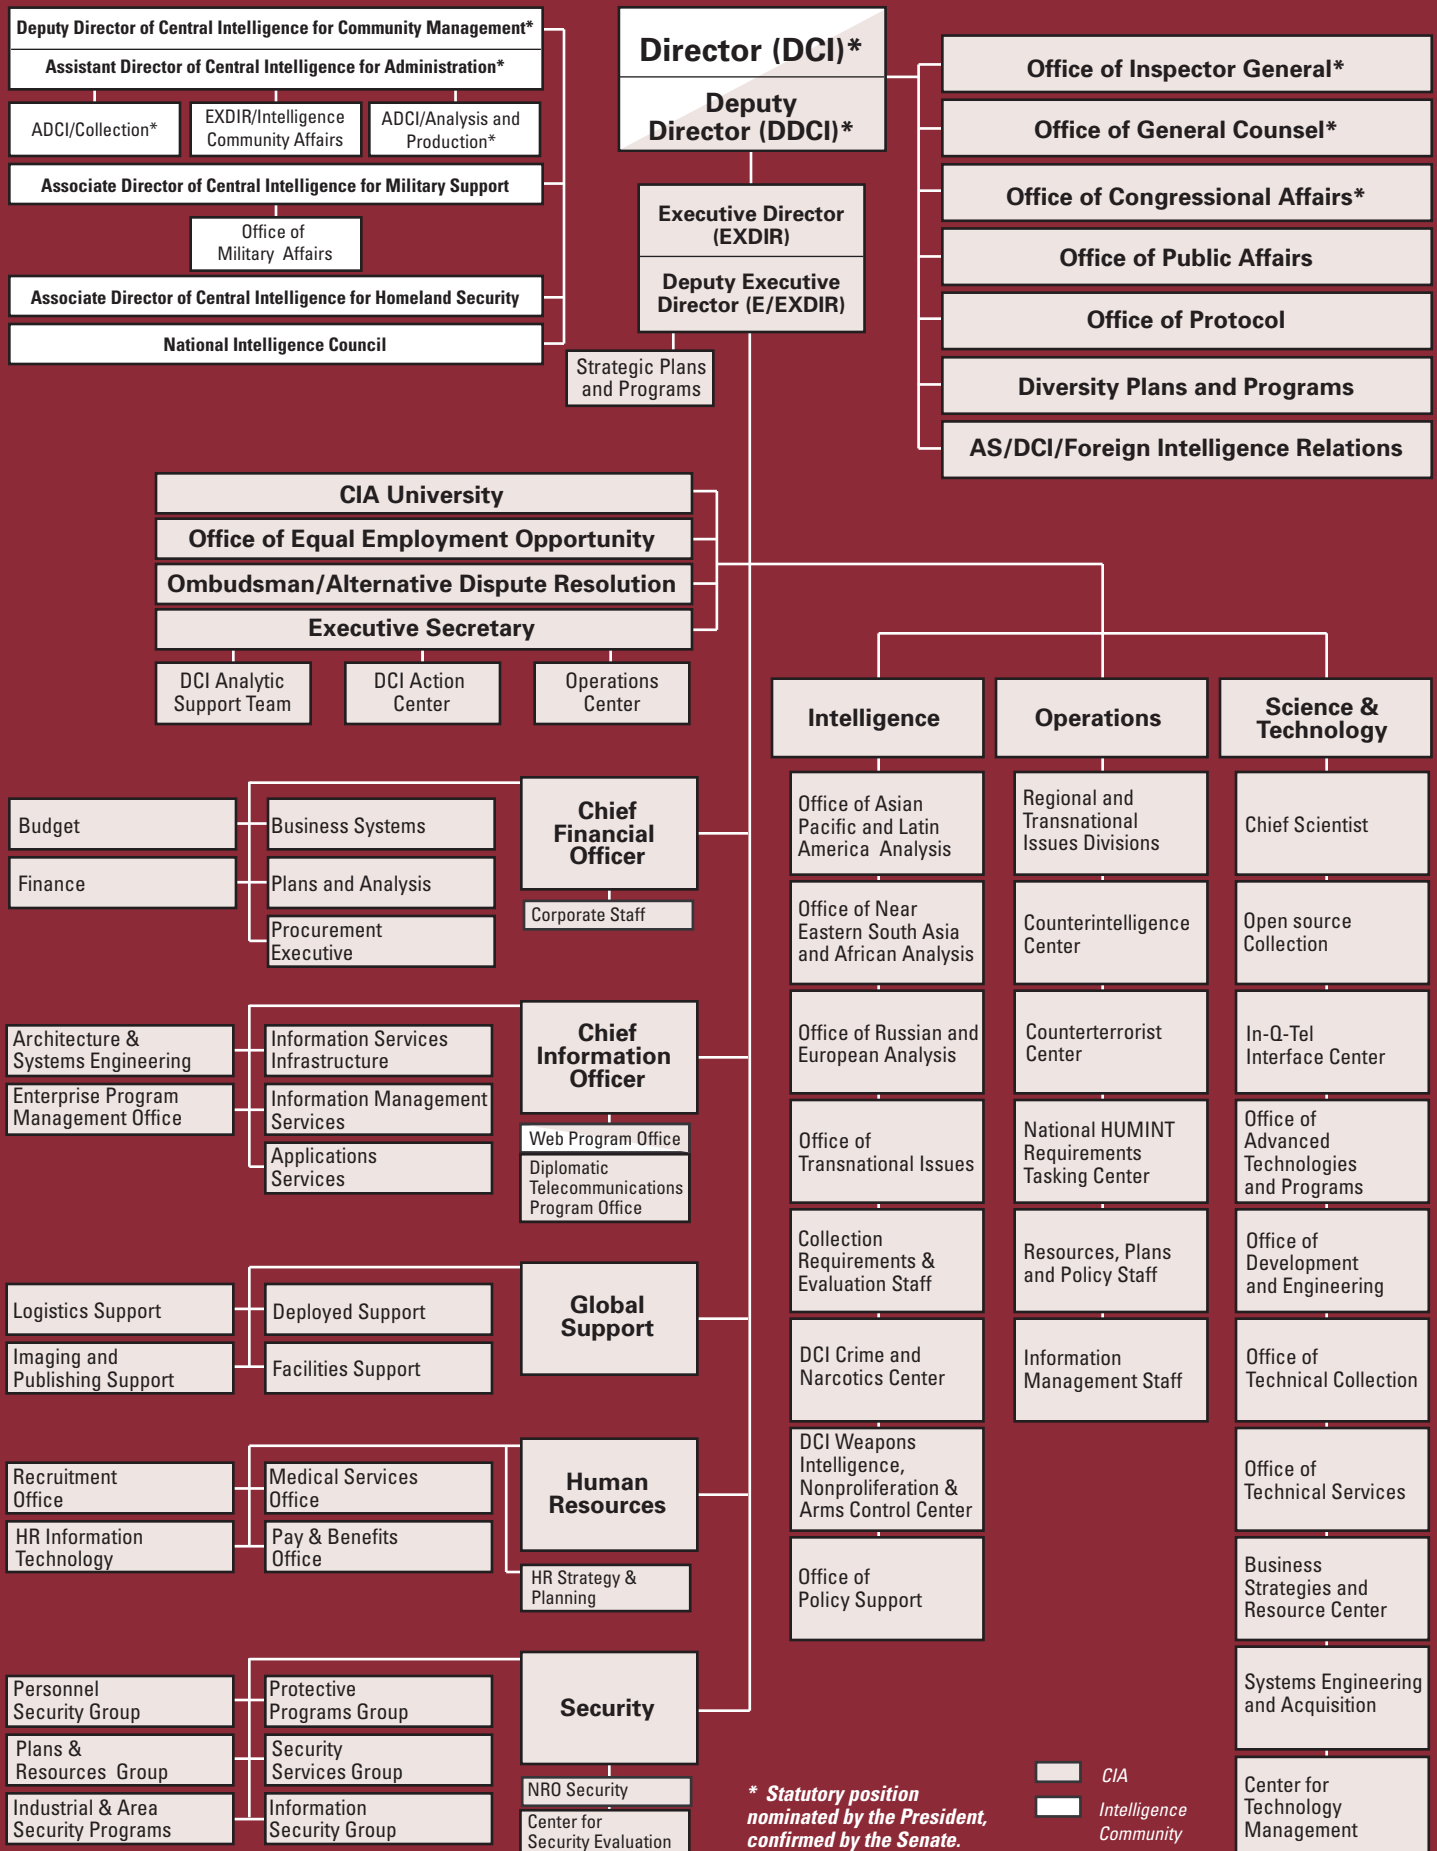 Deputy Director of Central Intelligence for Community Management*
Assistant Director of Central Intelligence for Administration*
ADCI/Collection*
EXDIR/Intelligence
Community Affairs
ADCI/Analysis and
Production*
Associate Director of Central Intelligence for Military Support
Office of
Military Affairs
Associate Director of Central Intelligence for Homeland Security
National Intelligence Council
Director (DCI)*
Deputy
Director (DDCI)*
Executive Director
(EXDIR)
Deputy Executive
Director (E/EXDIR)
Strategic Plans
and Programs
Office of Inspector General*
Office of General Counsel*
Office of Congressional Affairs*
Office of Public Affairs
Office of Protocol
Diversity Plans and Programs
AS/DCI/Foreign Intelligence Relations
CIA University
Office of Equal Employment Opportunity
Ombudsman/Alternative Dispute Resolution
Executive Secretary
DCI Analytic
Support Team
DCI Action
Center
Operations
Center
Chief
Financial
Officer
Corporate Staff
Budget
Business Systems
Finance
Plans and Analysis
Procurement
Executive
Chief
Information
Officer
Web Program Office
Diplomatic
Telecommunications
Program Office
Architecture &
Systems Engineering
Information Services
Infrastructure
Enterprise Program
Management Office
Information Management
Services
Applications
Services
Global
Support
Logistics Support
Deployed Support
Imaging and
Publishing Support
Facilities Support
Human
Resources
HR Strategy &
Planning
Recruitment
Office
Medical Services
Office
HR Information
Technology
Pay & Benefits
Office
Security
NRO Security
Center for
Security Evaluation
Personnel
Security Group
Protective
Programs Group
Plans &
Resources Group
Security
Services Group
Industrial & Area
Security Programs
Information
Security Group
Intelligence
Office of Asian
Pacific and Latin
America Analysis
Office of Near
Eastern South Asia
and African Analysis
Office of Russian and
European Analysis
Office of
Transnational Issues
Collection
Requirements &
Evaluation Staff
DCI Crime and
Narcotics Center
DCI Weapons
Intelligence,
Nonproliferation &
Arms Control Center
Office of
Policy Support
Operations
Regional and
Transnational
Issues Divisions
Counterintelligence
Center
Counterterrorist
Center
National HUMINT
Requirements
Tasking Center
Resources, Plans
and Policy Staff
Information
Management Staff
Science &
Technology
Chief Scientist
Open source
Collection
In-Q-Tel
Interface Center
Office of
Advanced
Technologies
and Programs
Office of
Development
and Engineering
Office of
Technical Collection
Office of
Technical Services
Business
Strategies and
Resource Center
Systems Engineering
and Acquisition
Center for
Technology
Management
* Statutory position
nominated by the President,
confirmed by the Senate.
CIA
Intelligence
Community